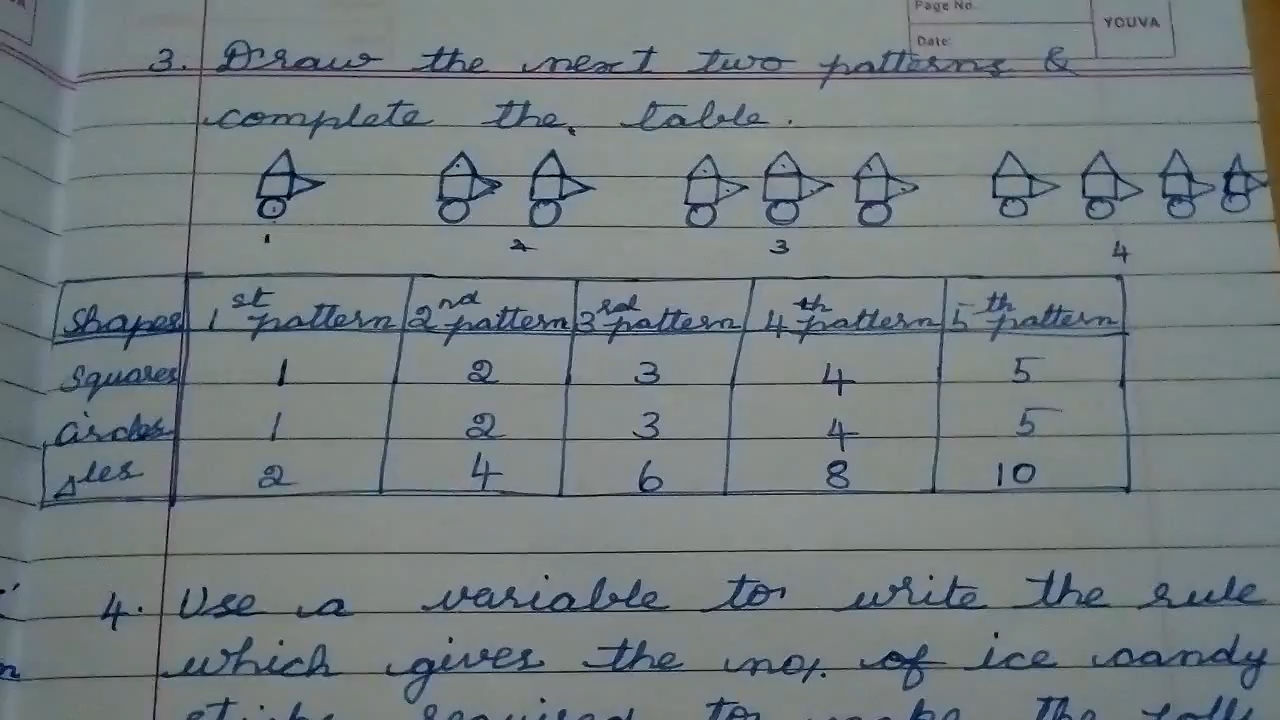 Page No.
Date:
YOUVA
3. Draw the next two patterns &
complete the table.
1 2 3 4
Shapes 1st pattern 2nd pattern 3rd pattern 4th pattern 5th pattern
Squares 1 2 3 4 5
circles 1 2 3 4 5
△les 2 4 6 8 10
4. Use a variable to write the rule
which gives the no. of ice candy
required to the